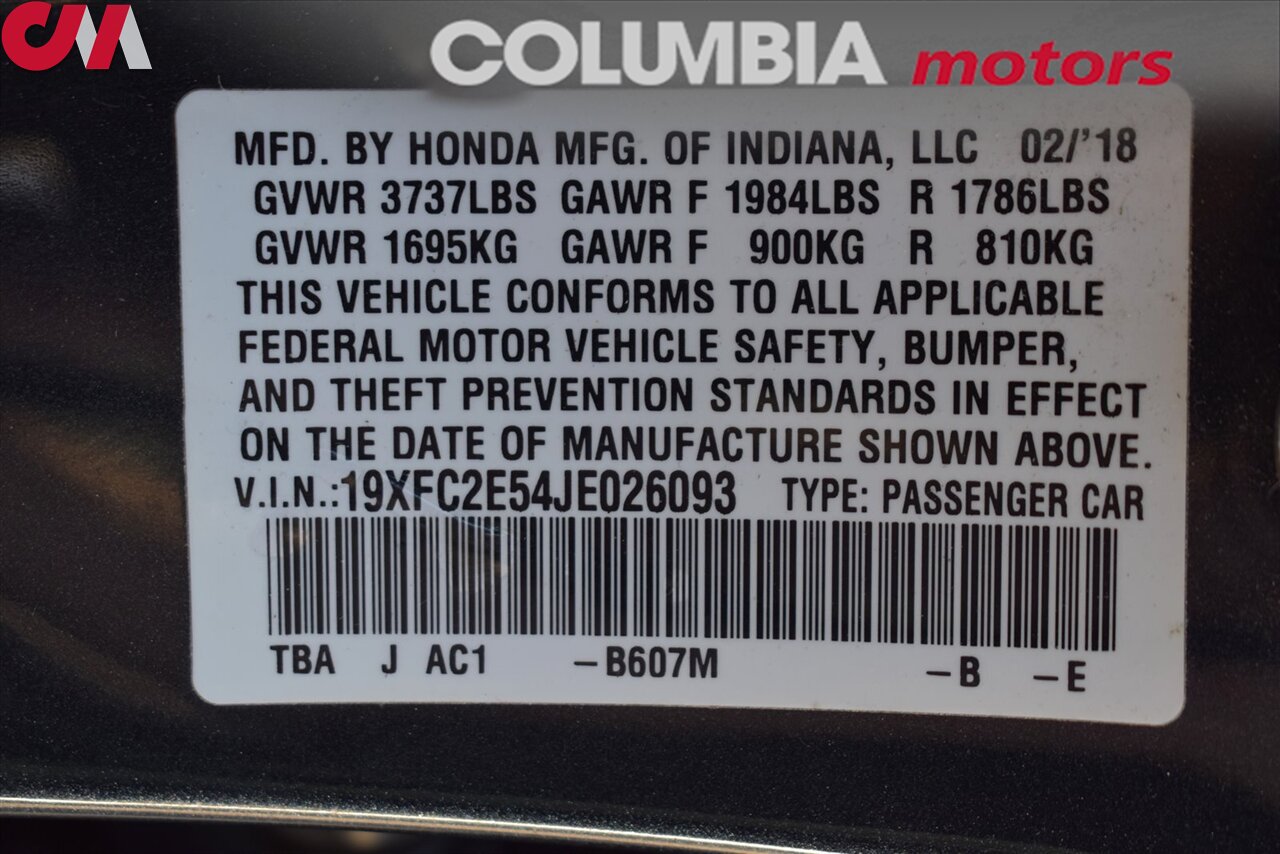 CM
COLUMBIA motors
MFD. BY HONDA MFG. OF INDIANA, LLC 02/'18
GVWR 3737LBS GAWR F 1984LBS R 1786LBS
GVWR 1695KG GAWR F 900KG R 810KG
THIS VEHICLE CONFORMS TO ALL APPLICABLE
FEDERAL MOTOR VEHICLE SAFETY, BUMPER,
AND THEFT PREVENTION STANDARDS IN EFFECT
ON THE DATE OF MANUFACTURE SHOWN ABOVE.
V.I.N.:19XFC2E54JE026093 TYPE: PASSENGER CAR
TBA J AC1 –B607M –B –E